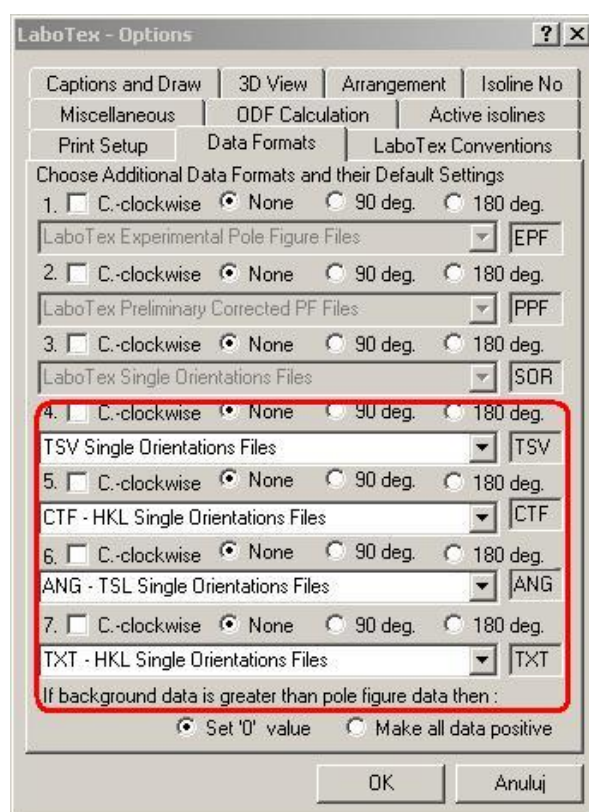 LaboTex - Options
Captions and Draw 3D View Arrangement Isoline No
Miscellaneous ODF Calculation Active isolines
Print Setup Data Formats LaboTex Conventions
Choose Additional Data Formats and their Default Settings
1. C.-clockwise None 90 deg. 180 deg.
LaboTex Experimental Pole Figure Files EPF
2. C.-clockwise None 90 deg. 180 deg.
LaboTex Preliminary Corrected PF Files PPF
3. C.-clockwise None 90 deg. 180 deg.
LaboTex Single Orientations Files SOR
4. C.-clockwise None 90 deg. 180 deg.
TSV Single Orientations Files TSV
5. C.-clockwise None 90 deg. 180 deg.
CTF - HKL Single Orientations Files CTF
6. C.-clockwise None 90 deg. 180 deg.
ANG - TSL Single Orientations Files ANG
7. C.-clockwise None 90 deg. 180 deg.
TXT - HKL Single Orientations Files TXT
If background data is greater than pole figure data then :
Set '0' value Make all data positive
OK Anuluj